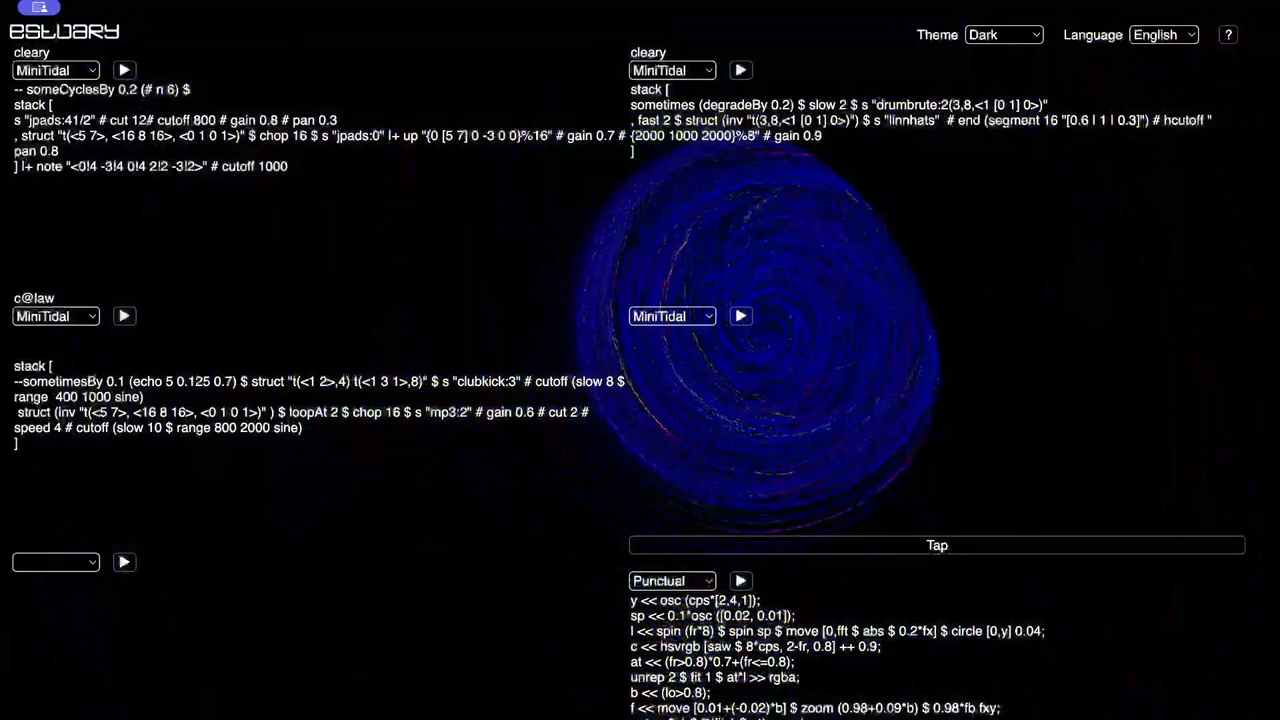 ESTUARY
Theme Dark Language English ?
cleary
MiniTidal
-- someCyclesBy 0.2 (# n 6) $
stack [
s "jpads:41/2" # cut 12# cutoff 800 # gain 0.8 # pan 0.3
, struct "t(<5 7>, <16 8 16>, <0 1 0 1>)" $ chop 16 $ s "jpads:0" |+ up "{0 [5 7] 0 -3 0 0}%16" # gain 0.7 #
pan 0.8
] |+ note "<0!4 -3!4 0!4 2!2 -3!2>" # cutoff 1000
cleary
MiniTidal
stack [
sometimes (degradeBy 0.2) $ slow 2 $ s "drumbrute:2(3,8,<1 [0 1] 0>)"
, fast 2 $ struct (inv "t(3,8,<1 [0 1] 0>)") $ s "linnhats"  # end (segment 16 "[0.6 | 1 | 0.3]") # hcutoff "
{2000 1000 2000}%8" # gain 0.9
]
c@law
MiniTidal
stack [
--sometimesBy 0.1 (echo 5 0.125 0.7) $ struct "t(<1 2>,4) t(<1 3 1>,8)" $ s "clubkick:3" # cutoff (slow 8 $
range  400 1000 sine)
struct (inv "t(<5 7>, <16 8 16>, <0 1 0 1>)" ) $ loopAt 2 $ chop 16 $ s "mp3:2" # gain 0.6 # cut 2 #
speed 4 # cutoff (slow 10 $ range 800 2000 sine)
]
MiniTidal
Tap
Punctual
y << osc (cps*[2,4,1]);
sp << 0.1*osc ([0.02, 0.01]);
l << spin (fr*8) $ spin sp $ move [0,fft $ abs $ 0.2*fx] $ circle [0,y] 0.04;
c << hsvrgb [saw $ 8*cps, 2-fr, 0.8] ++ 0.9;
at << (fr>0.8)*0.7+(fr<=0.8);
unrep 2 $ fit 1 $ at*l >> rgba;
b << (lo>0.8);
f << move [0.01+(-0.02)*b] $ zoom (0.98+0.09*b) $ 0.98*fb fxy;